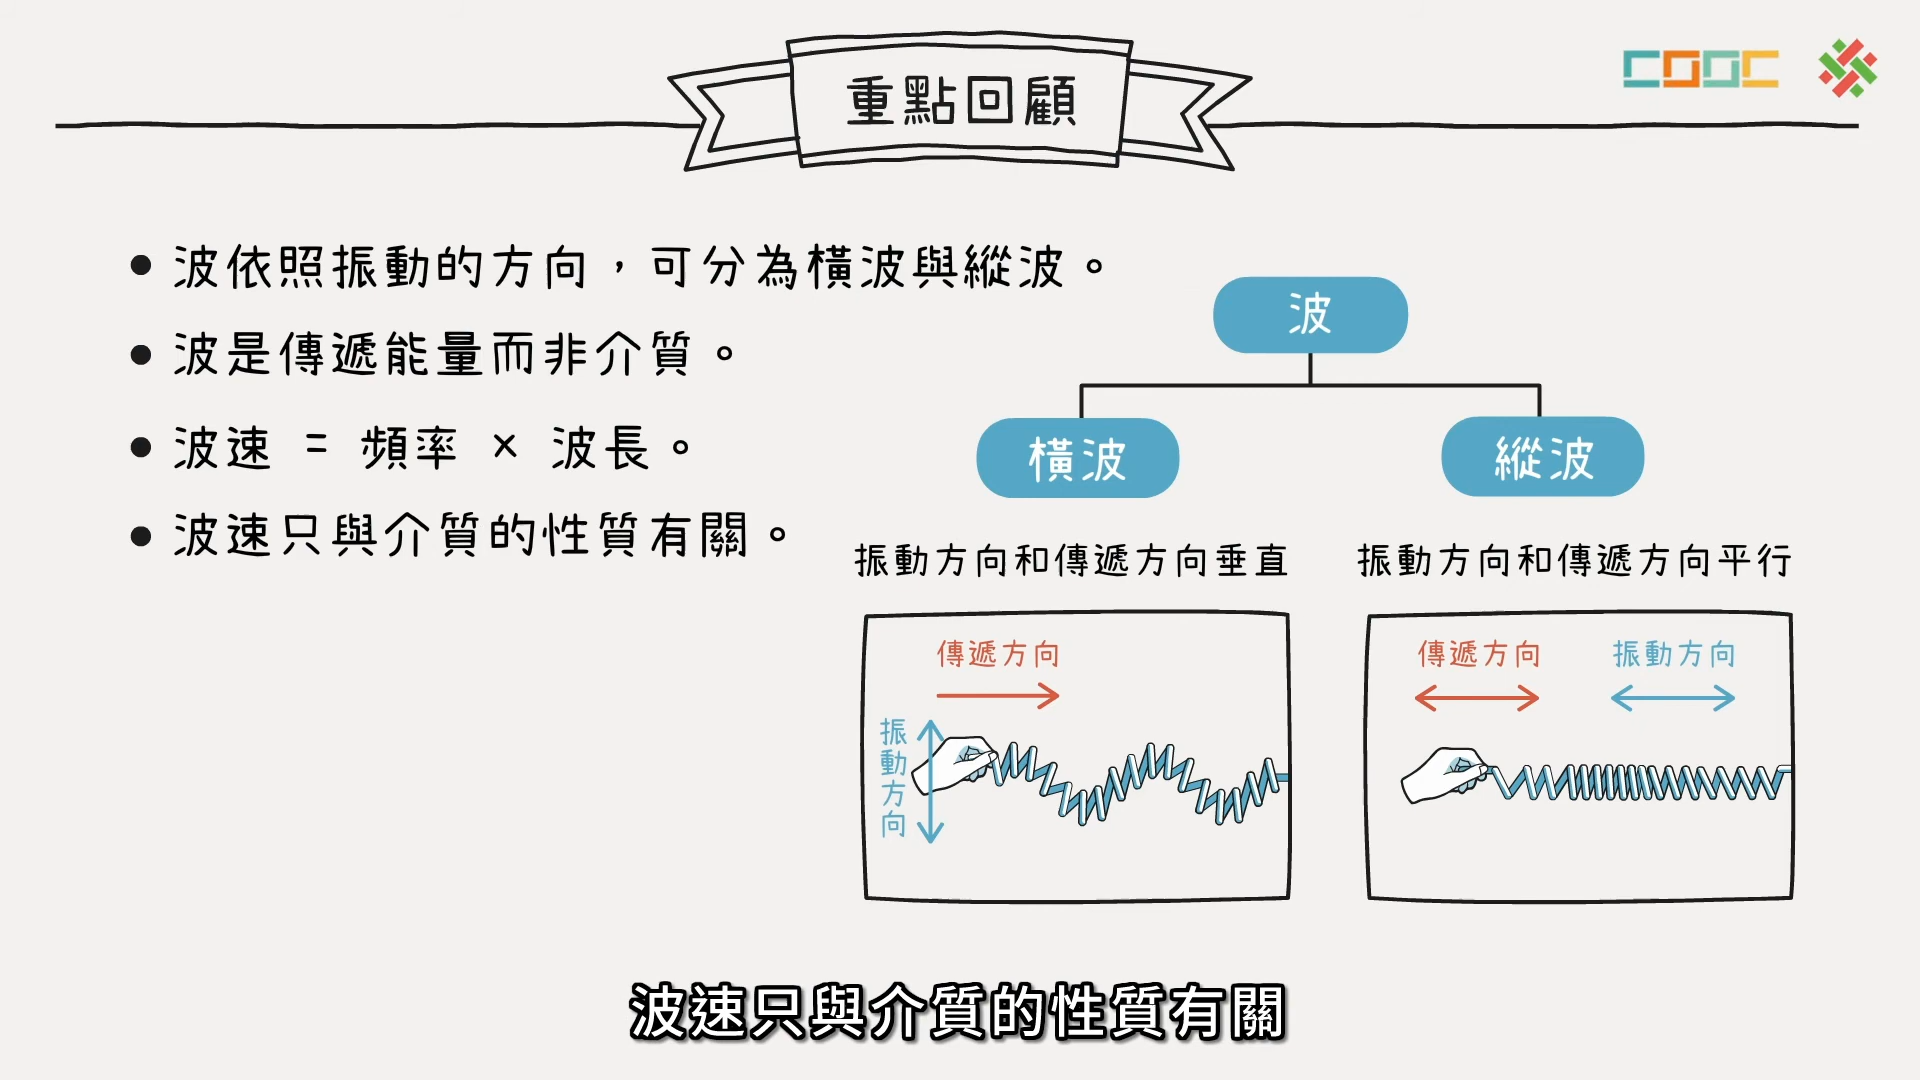 重點回顧
COOC
波依照振動的方向，可分為橫波與縱波。
波是傳遞能量而非介質。
波速 = 頻率 × 波長。
波速只與介質的性質有關。
波
橫波
縱波
振動方向和傳遞方向垂直
振動方向和傳遞方向平行
傳遞方向
振動方向
傳遞方向
振動方向
波速只與介質的性質有關